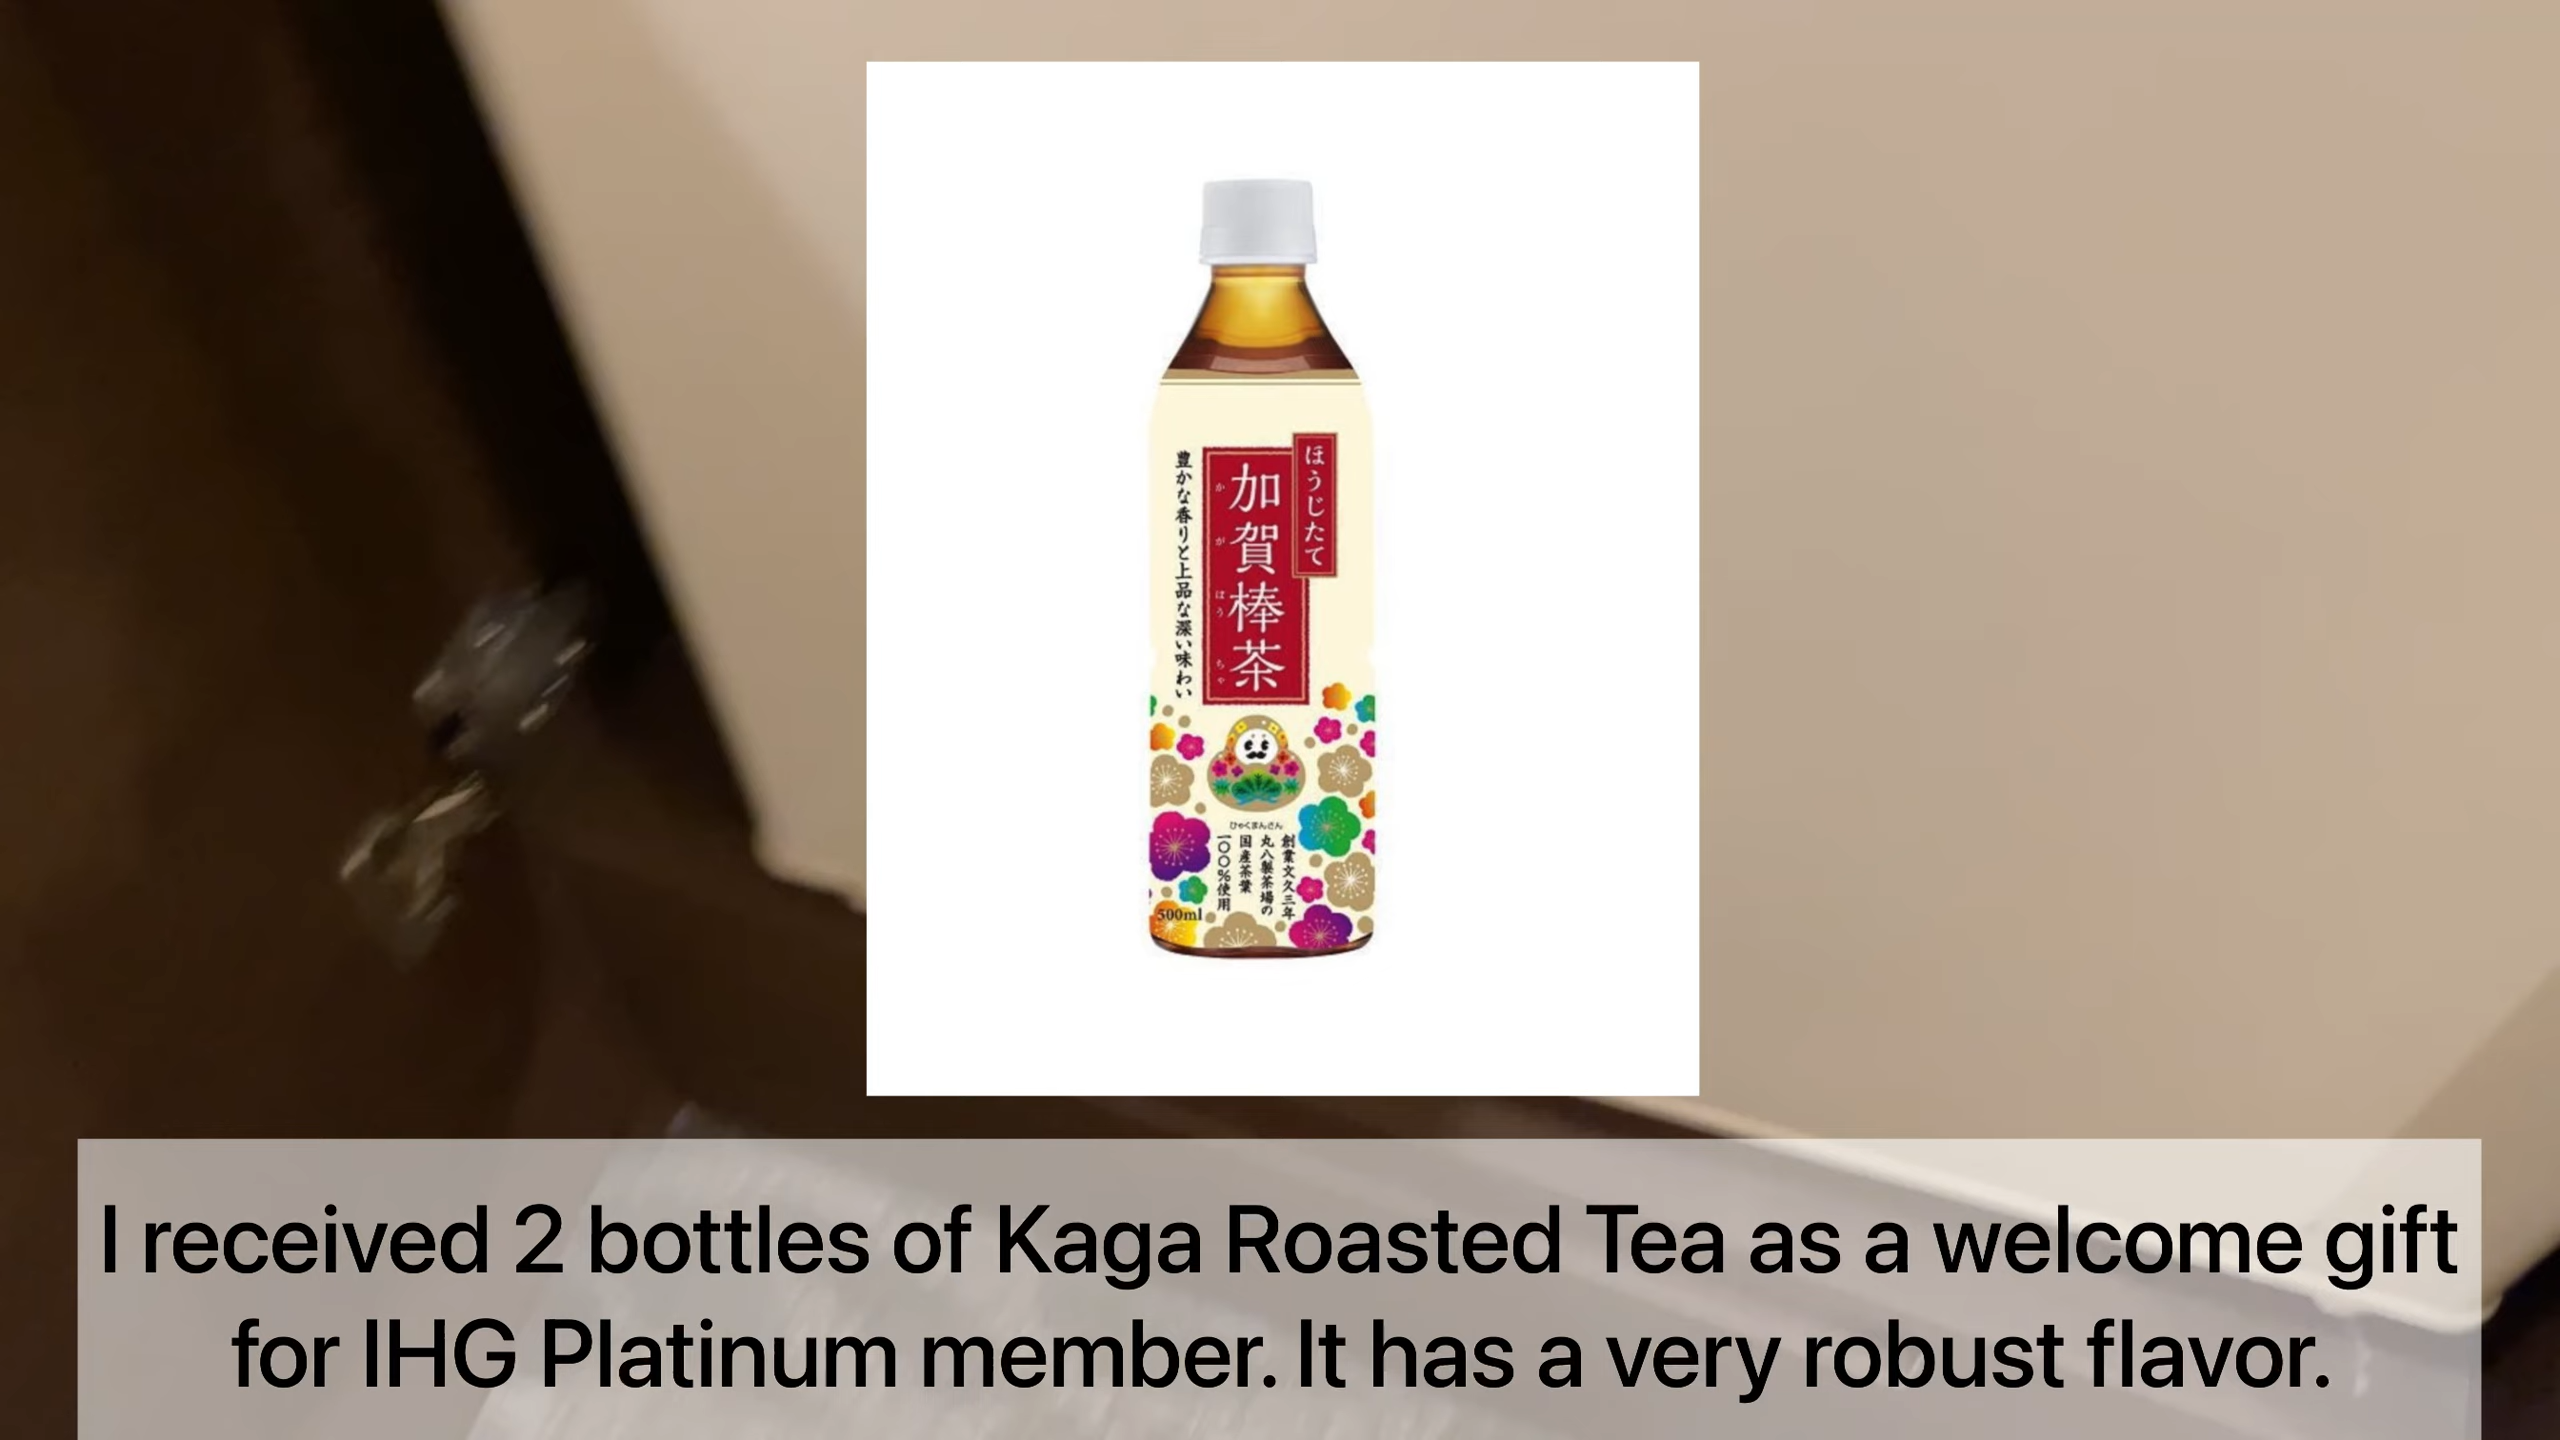 ほうじたて
加賀棒茶
かがぼうちゃ
豊かな香りと上品な深い味わい
ひゃくまんさん
創業文久三年
丸八製茶場の
国産茶葉
一〇〇%使用
500ml
I received 2 bottles of Kaga Roasted Tea as a welcome gift
for IHG Platinum member. It has a very robust flavor.